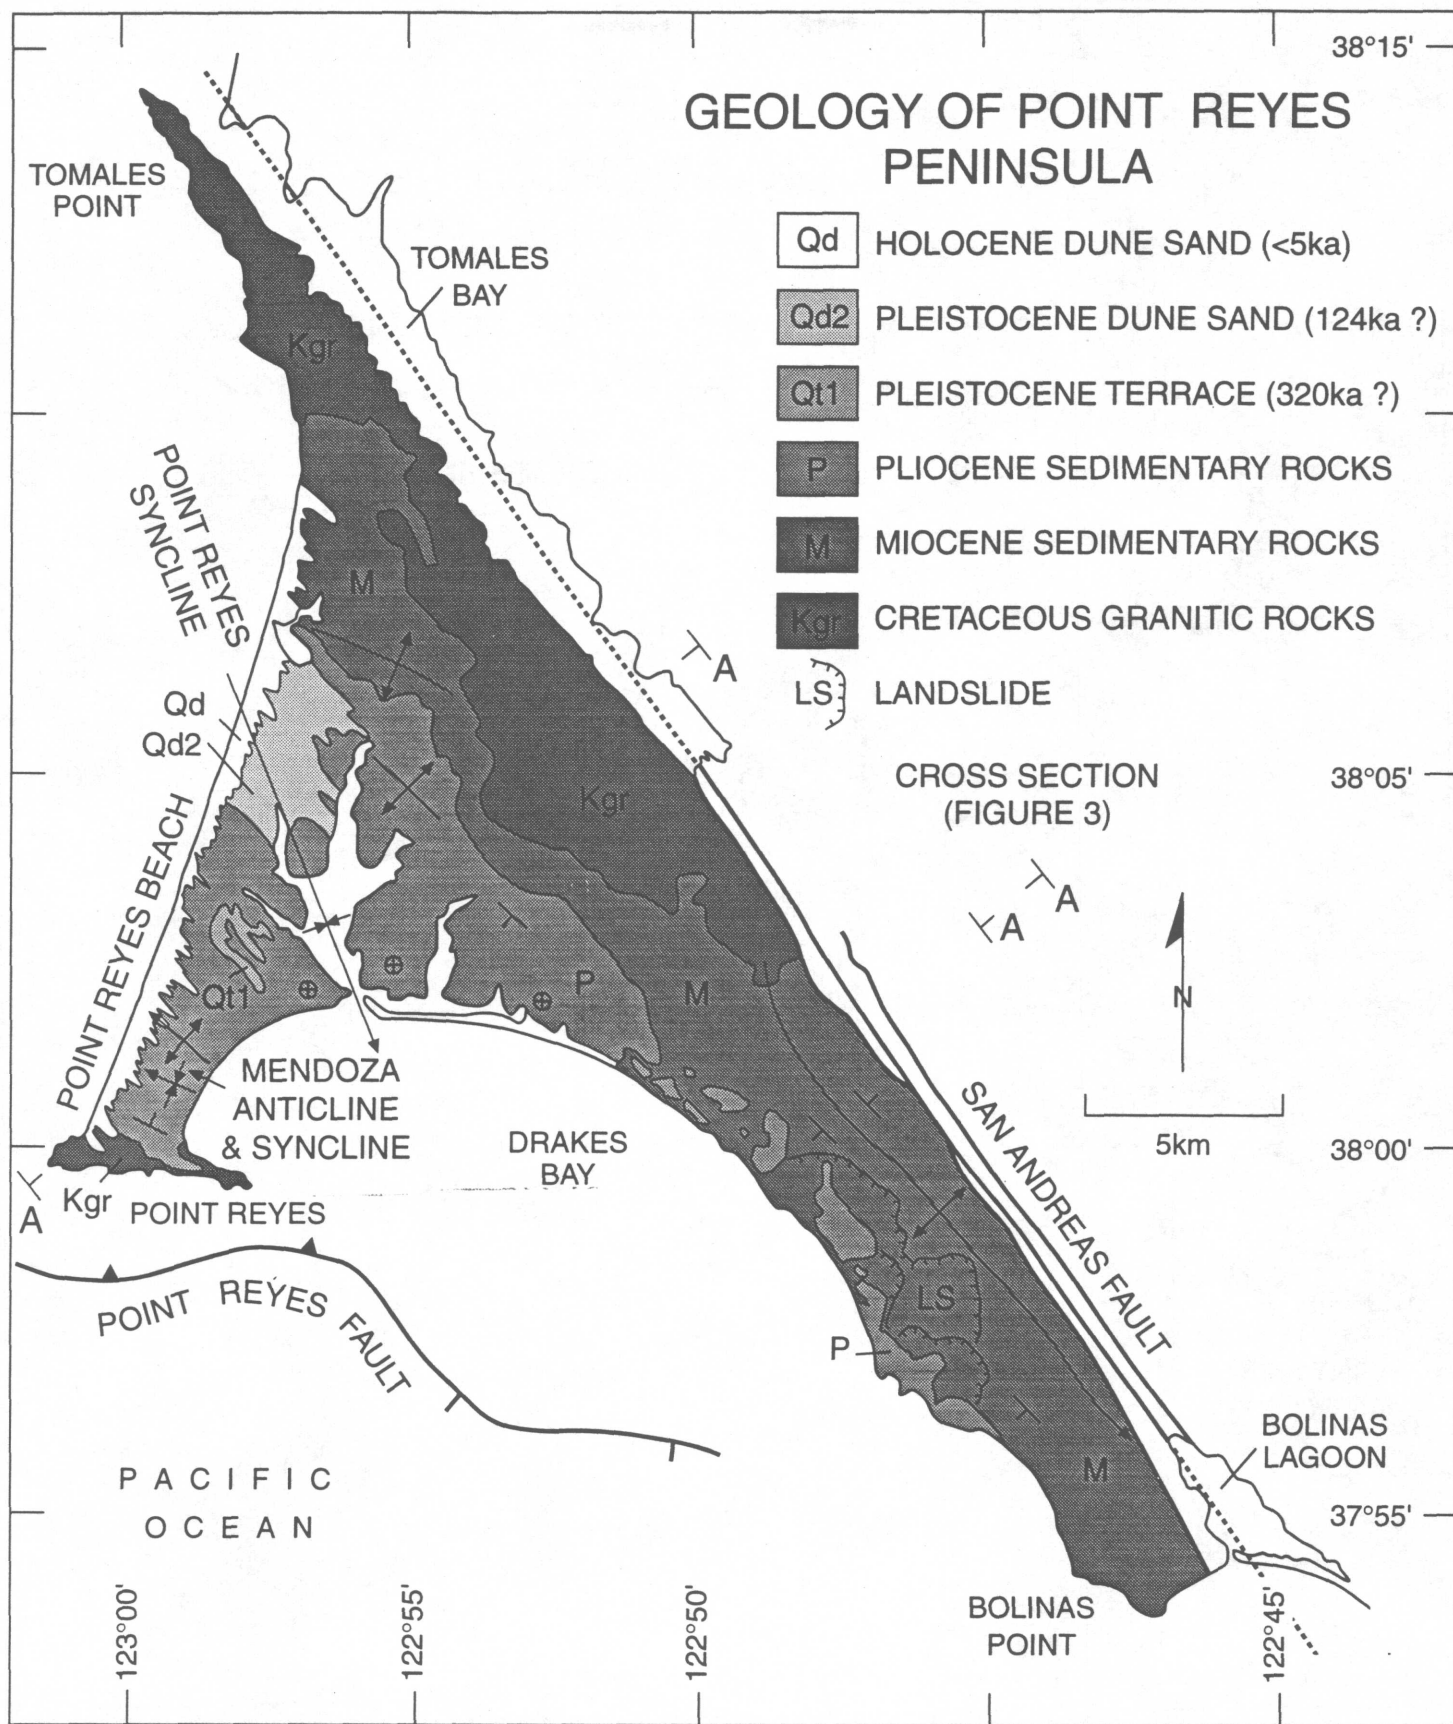 38°15'
GEOLOGY OF POINT REYES
PENINSULA
TOMALES
POINT
TOMALES
BAY
Qd HOLOCENE DUNE SAND (<5ka)
Qd2 PLEISTOCENE DUNE SAND (124ka ?)
Qt1 PLEISTOCENE TERRACE (320ka ?)
P PLIOCENE SEDIMENTARY ROCKS
M MIOCENE SEDIMENTARY ROCKS
Kgr CRETACEOUS GRANITIC ROCKS
LS LANDSLIDE
Kgr
POINT REYES
SYNCLINE
M
A
Qd
Qd2
CROSS SECTION
(FIGURE 3)
38°05'
Kgr
A
A
N
5km
POINT REYES BEACH
Qt1
P
M
MENDOZA
ANTICLINE
& SYNCLINE
DRAKES
BAY
38°00'
A
Kgr
POINT REYES
POINT REYES FAULT
SAN ANDREAS FAULT
LS
P
M
BOLINAS
LAGOON
PACIFIC
OCEAN
37°55'
BOLINAS
POINT
123°00'
122°55'
122°50'
122°45'